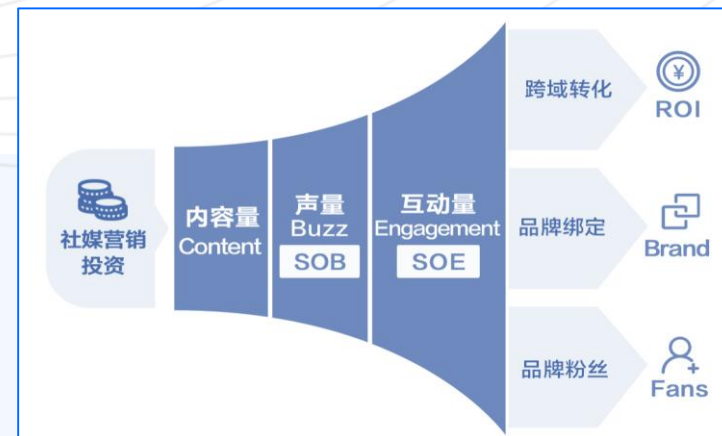 社媒营销
投资
内容量
Content
声量
Buzz
SOB
互动量
Engagement
SOE
跨域转化
¥
ROI
品牌绑定
Brand
品牌粉丝
Fans